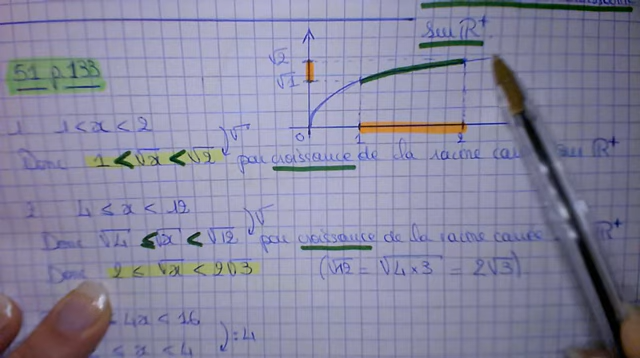 sur R⁺
√2
√1
51 p 133
0 1 2
1 1 < x < 2
Donc 1 < √x < √2 par croissance de la racine carrée sur R⁺
2. 4 ≤ x < 12
Donc √4 ≤ √x < √12 par croissance de la racine carrée R⁺
Donc 2 ≤ √x < 2√3 (√12 = √4×3 = 2√3)
4x ≤ 16
≤ x ≤ 4 :4